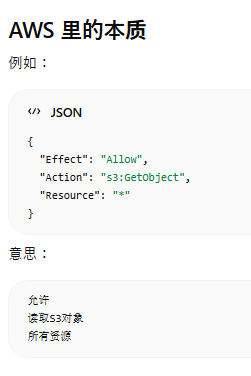 AWS 里的本质
例如：
JSON
{
"Effect": "Allow",
"Action": "s3:GetObject",
"Resource": "*"
}
意思：
允许
读取S3对象
所有资源